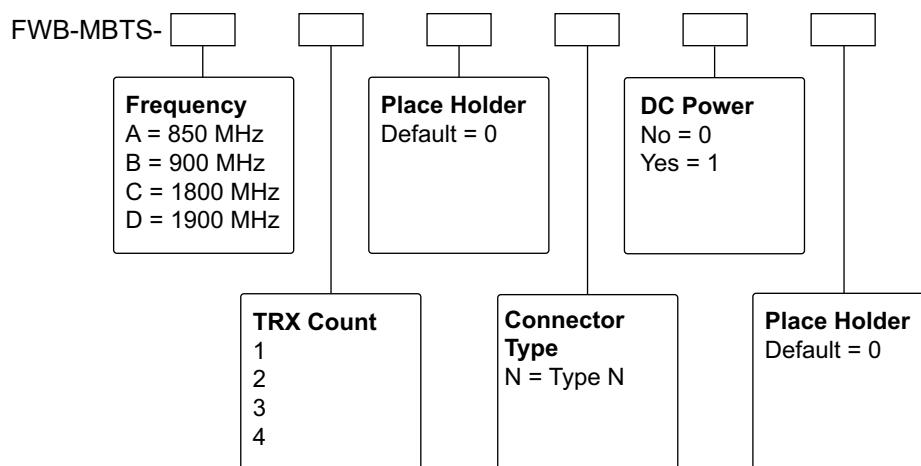 FWB-MBTS-
Frequency
A = 850 MHz
B = 900 MHz
C = 1800 MHz
D = 1900 MHz
Place Holder
Default = 0
DC Power
No = 0
Yes = 1
TRX Count
1
2
3
4
Connector
Type
N = Type N
Place Holder
Default = 0